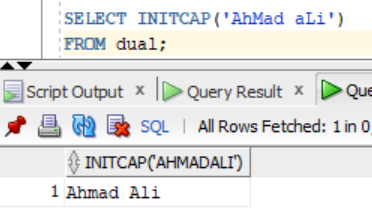 SELECT INITCAP('AhMad aLi')
FROM dual;
Script Output x Query Result x Que
SQL | All Rows Fetched: 1 in 0
INITCAP('AHMADALI')
1 Ahmad Ali